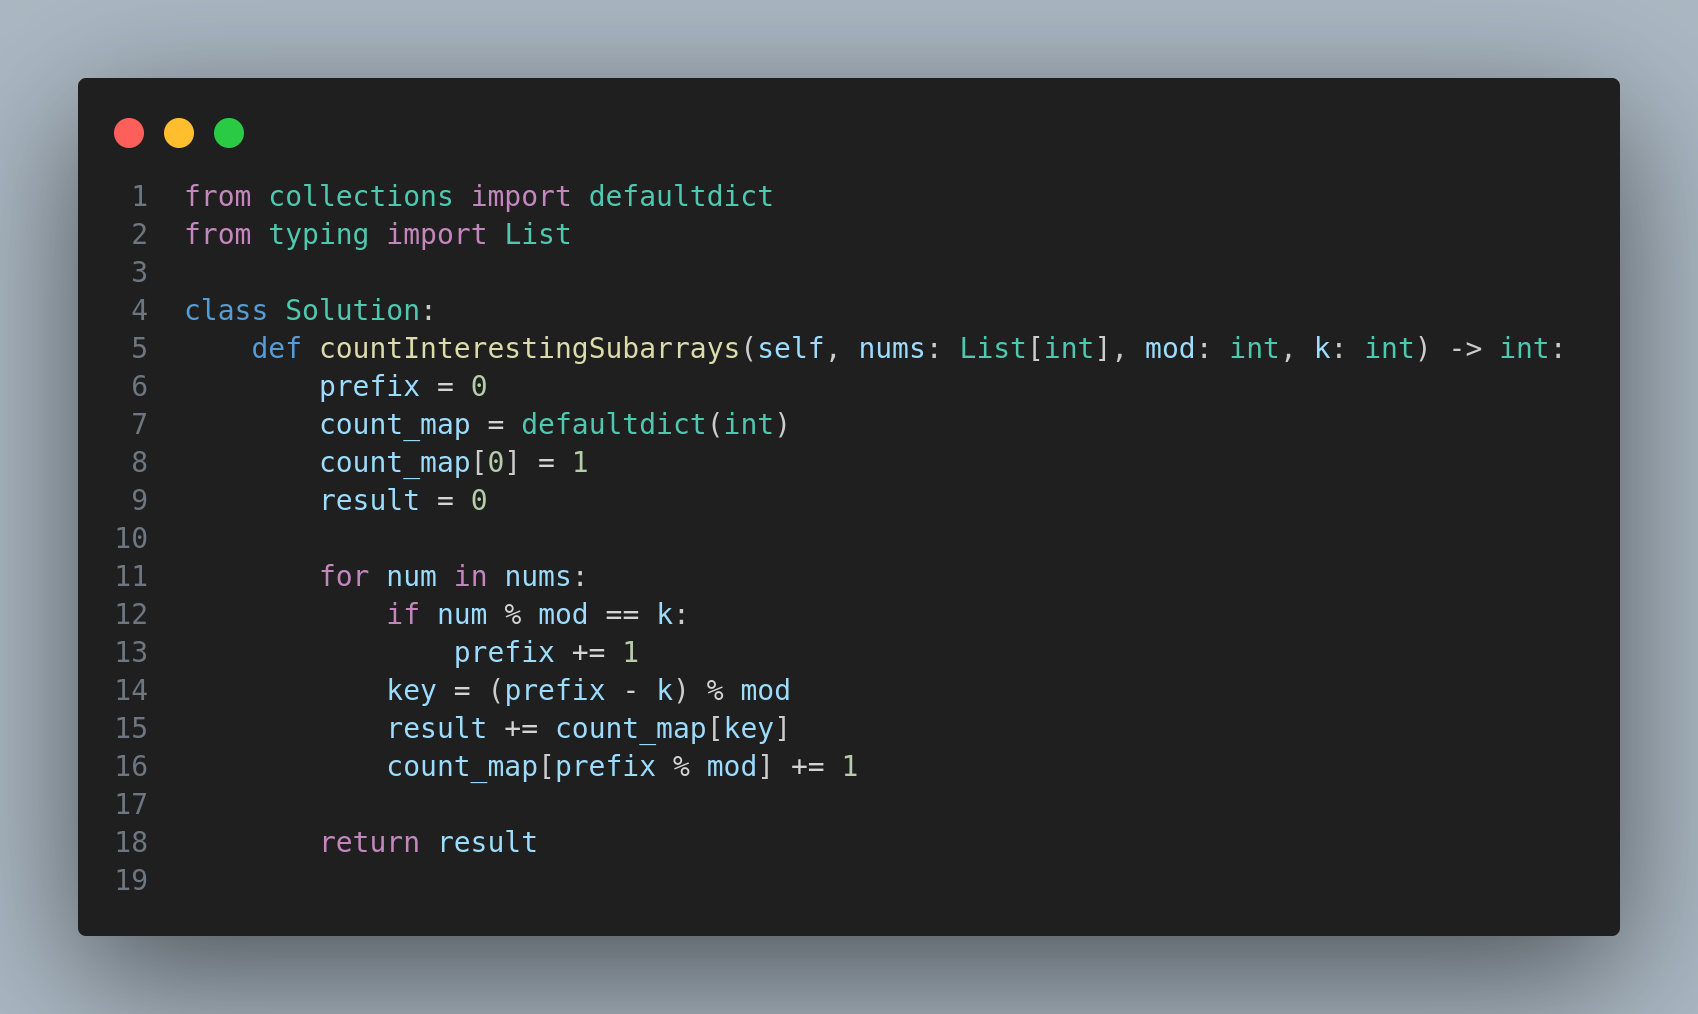 1 from collections import defaultdict
2 from typing import List
3
4 class Solution:
5     def countInterestingSubarrays(self, nums: List[int], mod: int, k: int) -> int:
6         prefix = 0
7         count_map = defaultdict(int)
8         count_map[0] = 1
9         result = 0
10
11         for num in nums:
12             if num % mod == k:
13                 prefix += 1
14             key = (prefix - k) % mod
15             result += count_map[key]
16             count_map[prefix % mod] += 1
17
18         return result
19